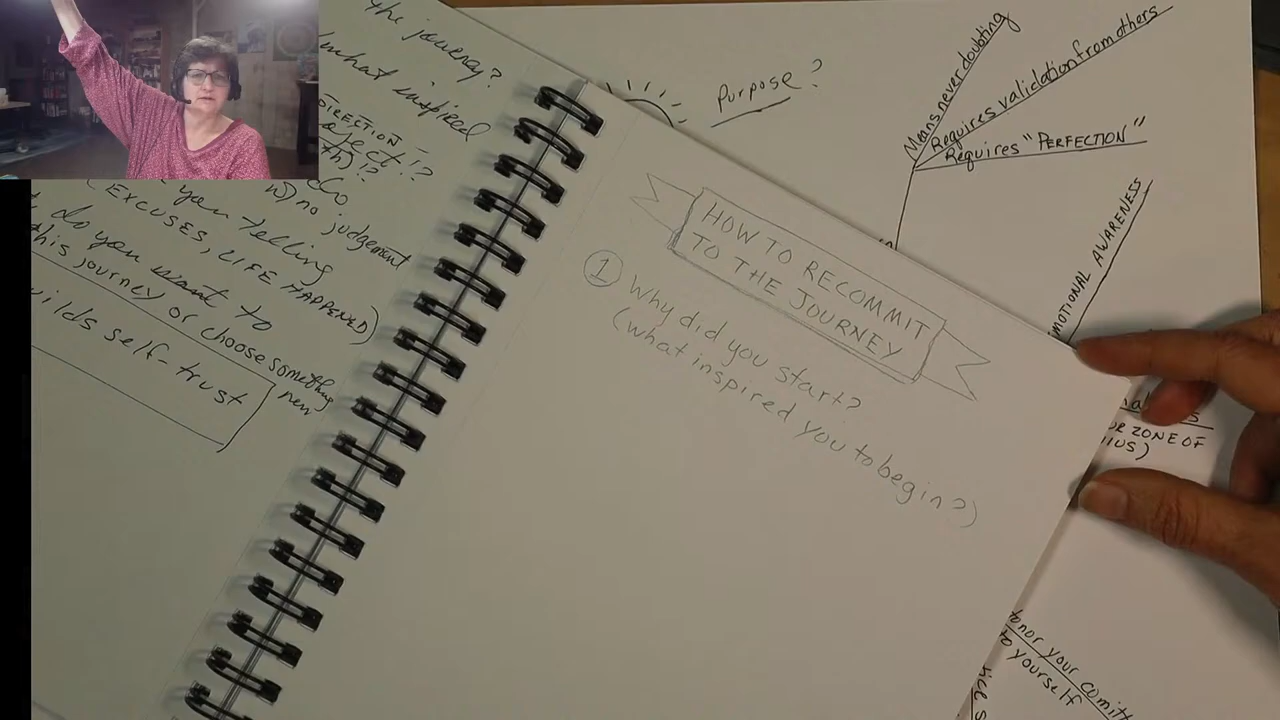 the journey?
what inspired
DIRECTION !?
w/ no judgement
you telling
(EXCUSES, LIFE HAPPENED)
do you want to
this journey or choose something
new
self-trust
Purpose?
Means never doubting
Requires validation from others
Requires "PERFECTION"
HOW TO RECOMMIT
TO THE JOURNEY
① Why did you start?
(what inspired you to begin?)
AWARENESS
ZONE OF
Honor your comittm
to yourself